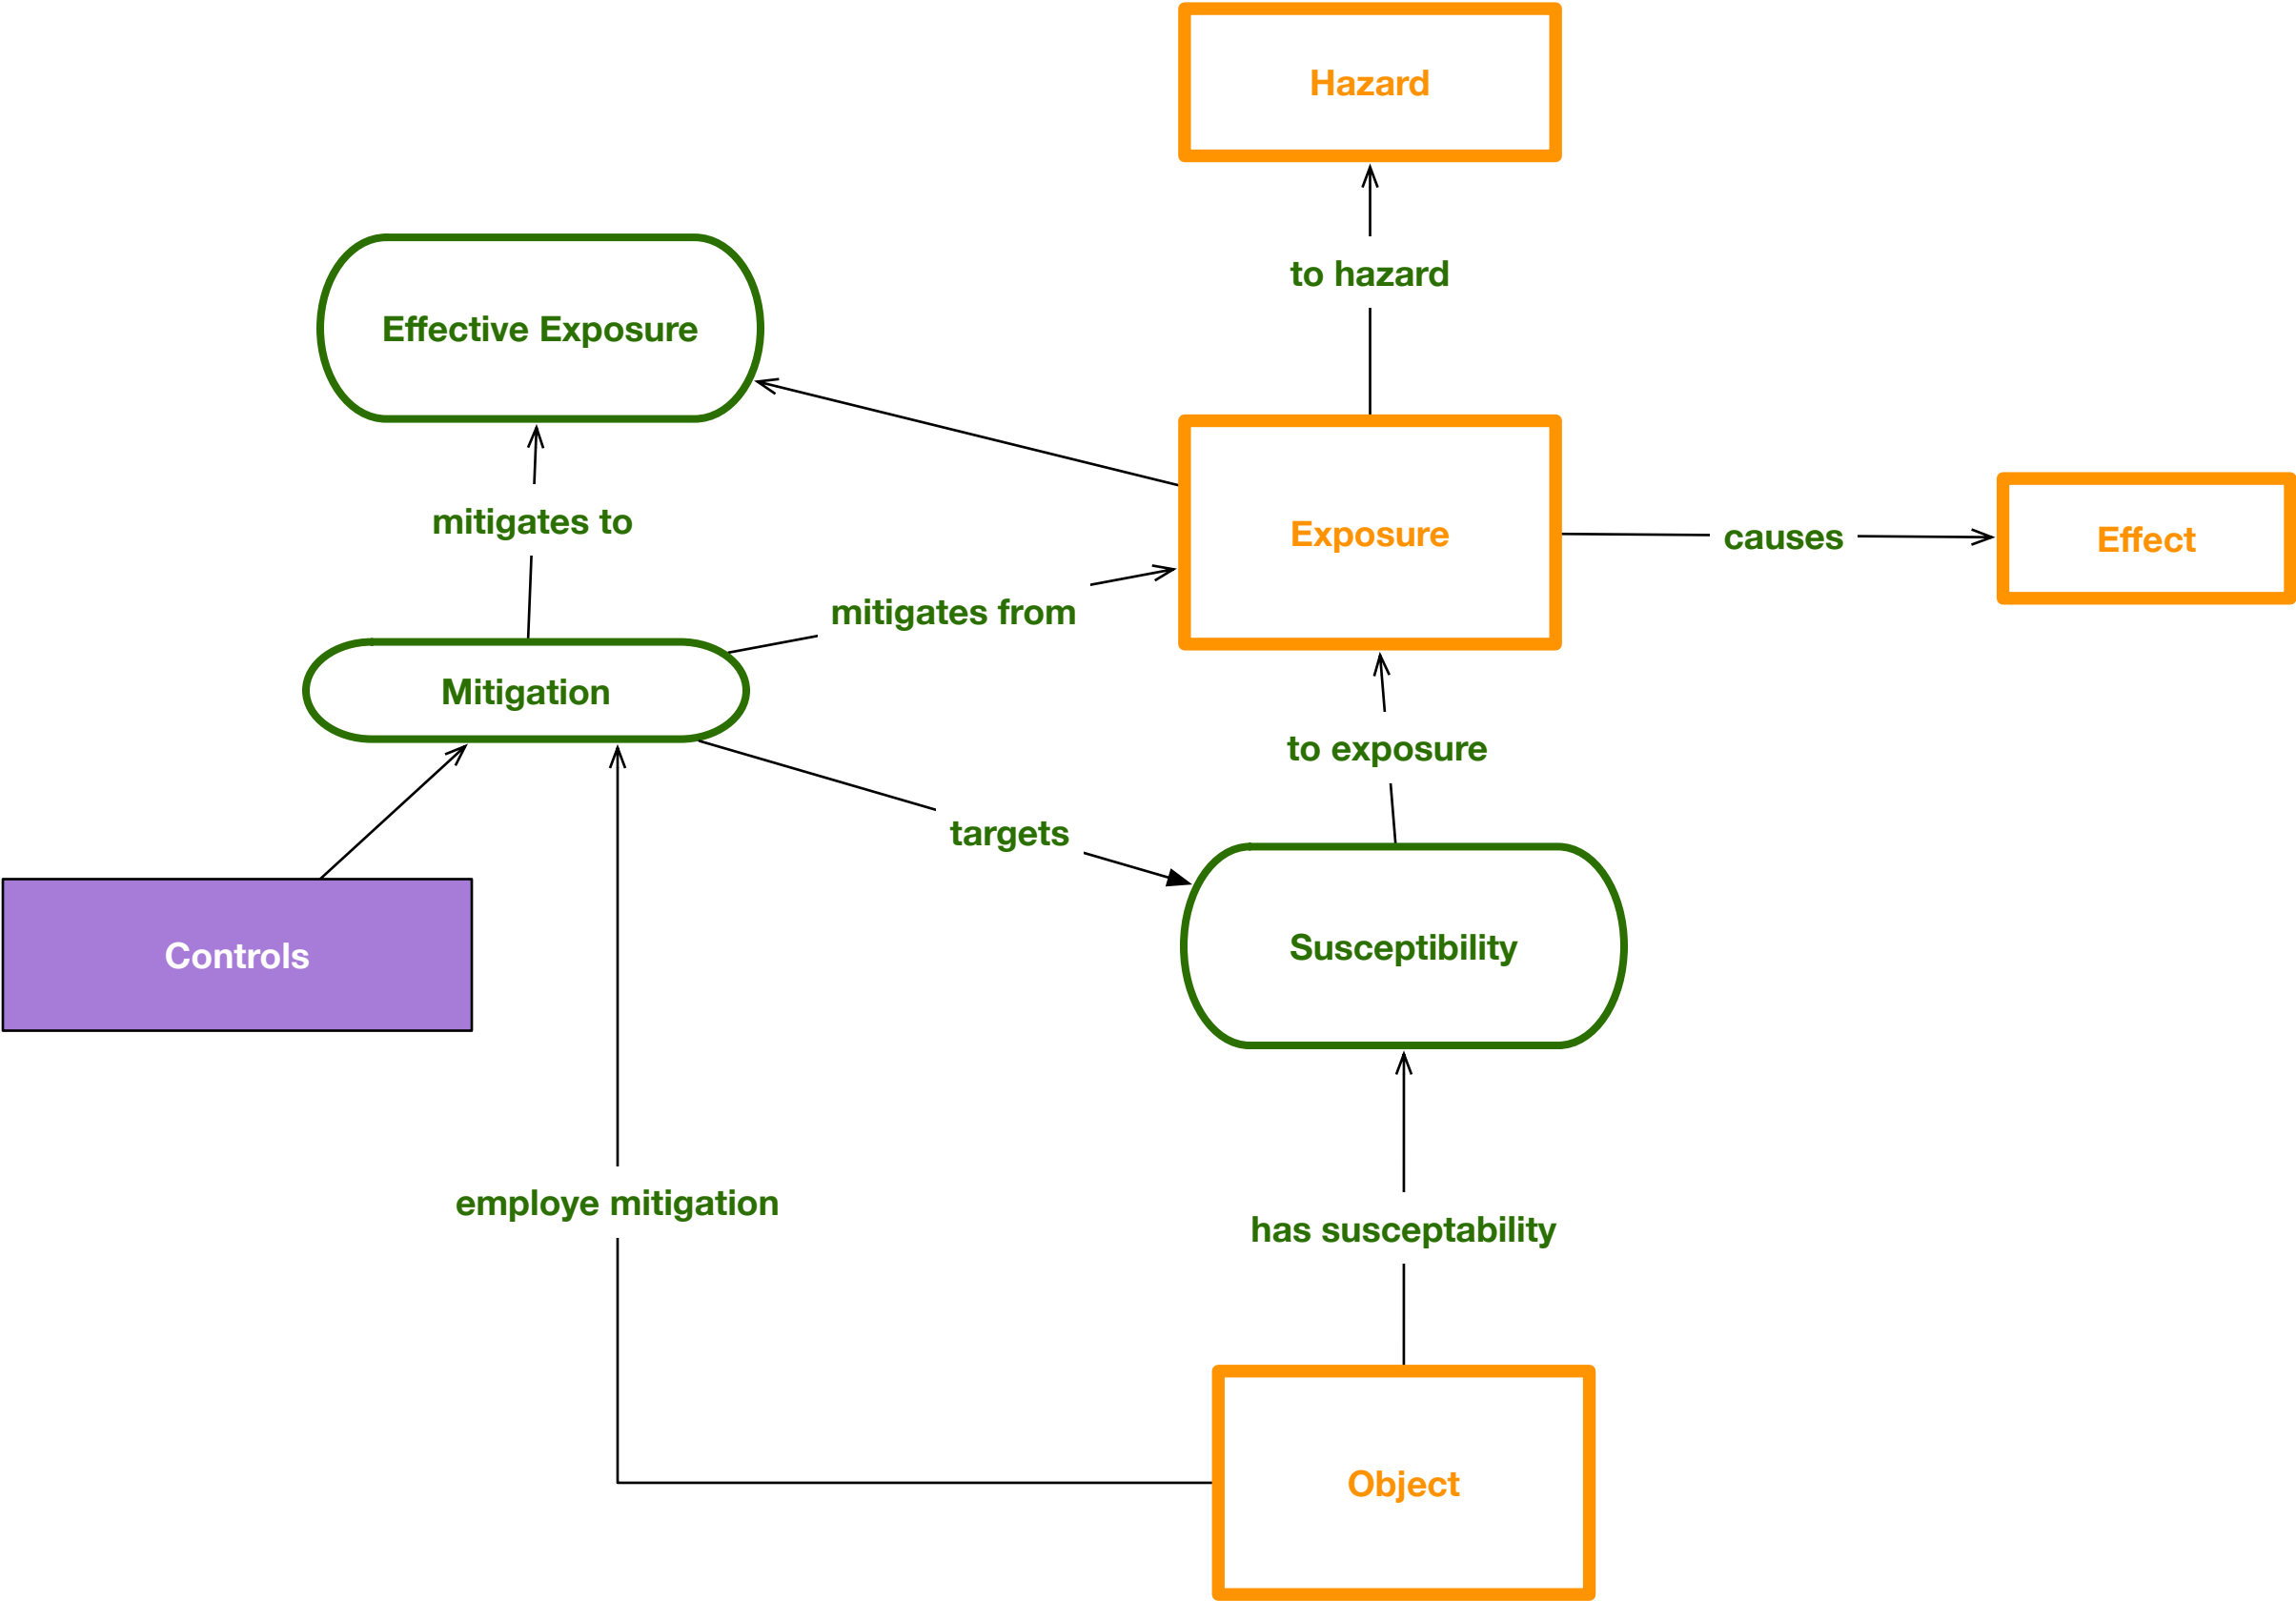 Hazard
to hazard
Effective Exposure
mitigates to
Exposure
causes
Effect
mitigates from
Mitigation
to exposure
targets
Controls
Susceptibility
employe mitigation
has susceptability
Object